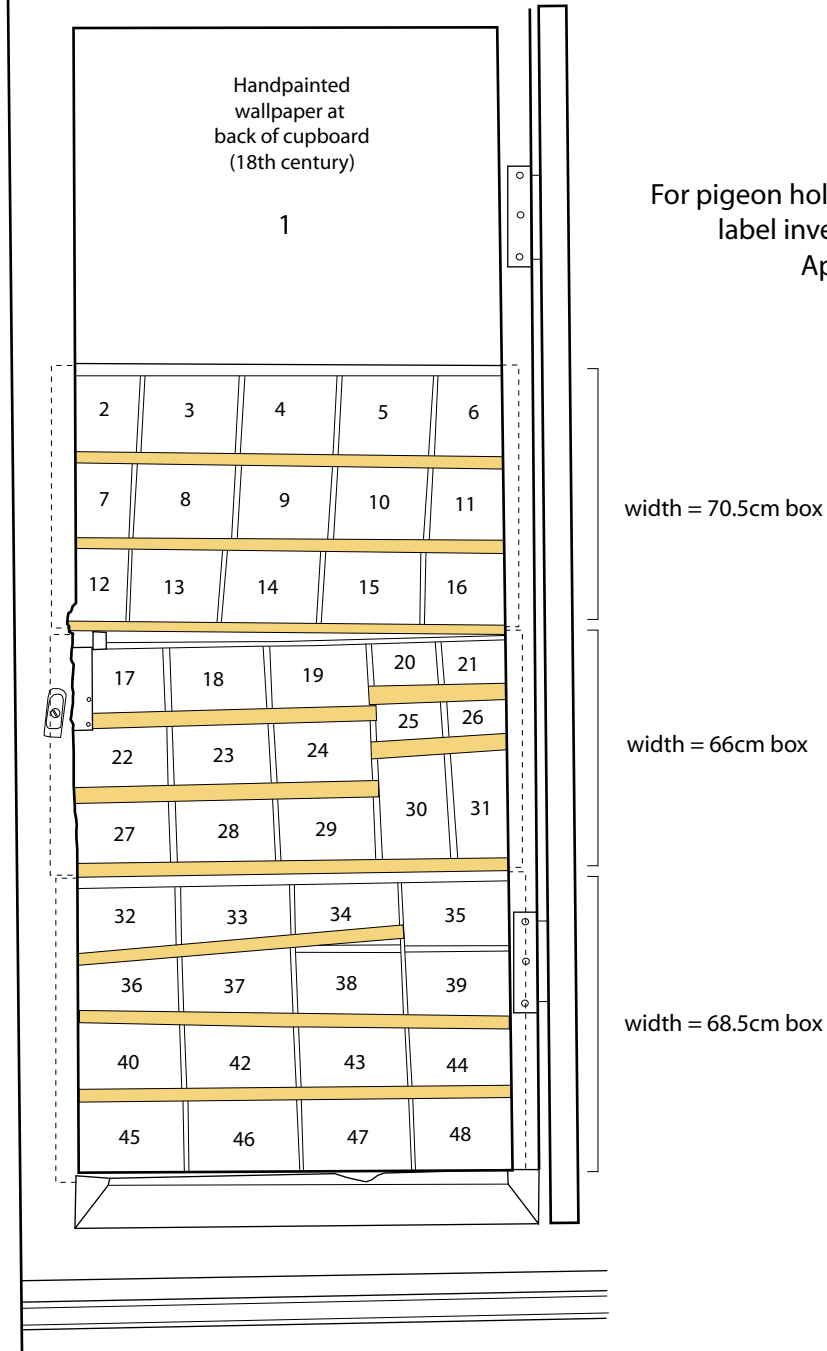 Handpainted
wallpaper at
back of cupboard
(18th century)
1
For pigeon
label
2 3 4 5 6
7 8 9 10 11
12 13 14 15 16
width = 70.5cm box
17 18 19 20 21
25 26
22 23 24
27 28 29 30 31
width = 66cm box
32 33 34 35
36 37 38 39
40 42 43 44
45 46 47 48
width = 68.5cm box